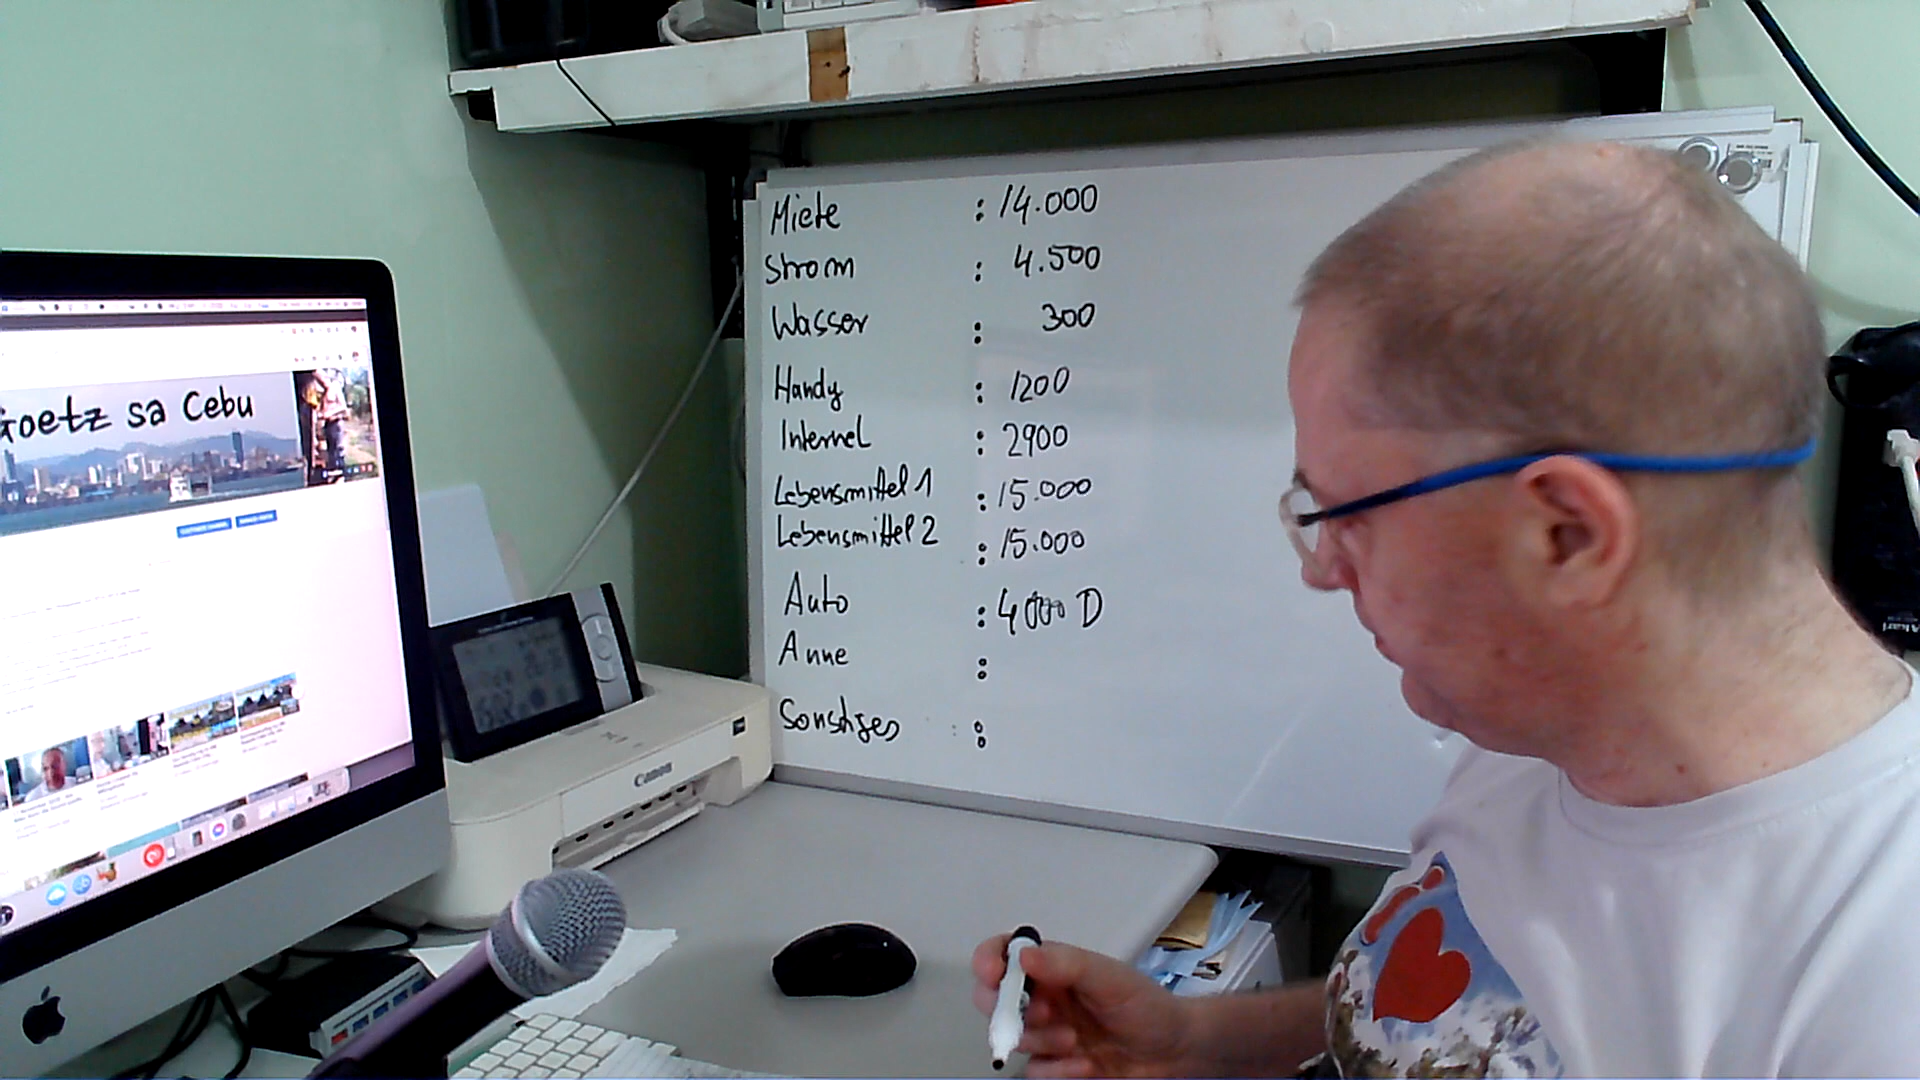 Goetz sa Cebu
Miete : 14.000
Strom : 4.500
Wasser : 300
Handy : 1200
Internet : 2900
Lebensmittel 1 : 15.000
Lebensmittel 2 : 15.000
Auto : 4000 D
Anne :
Sonstiges :
Canon